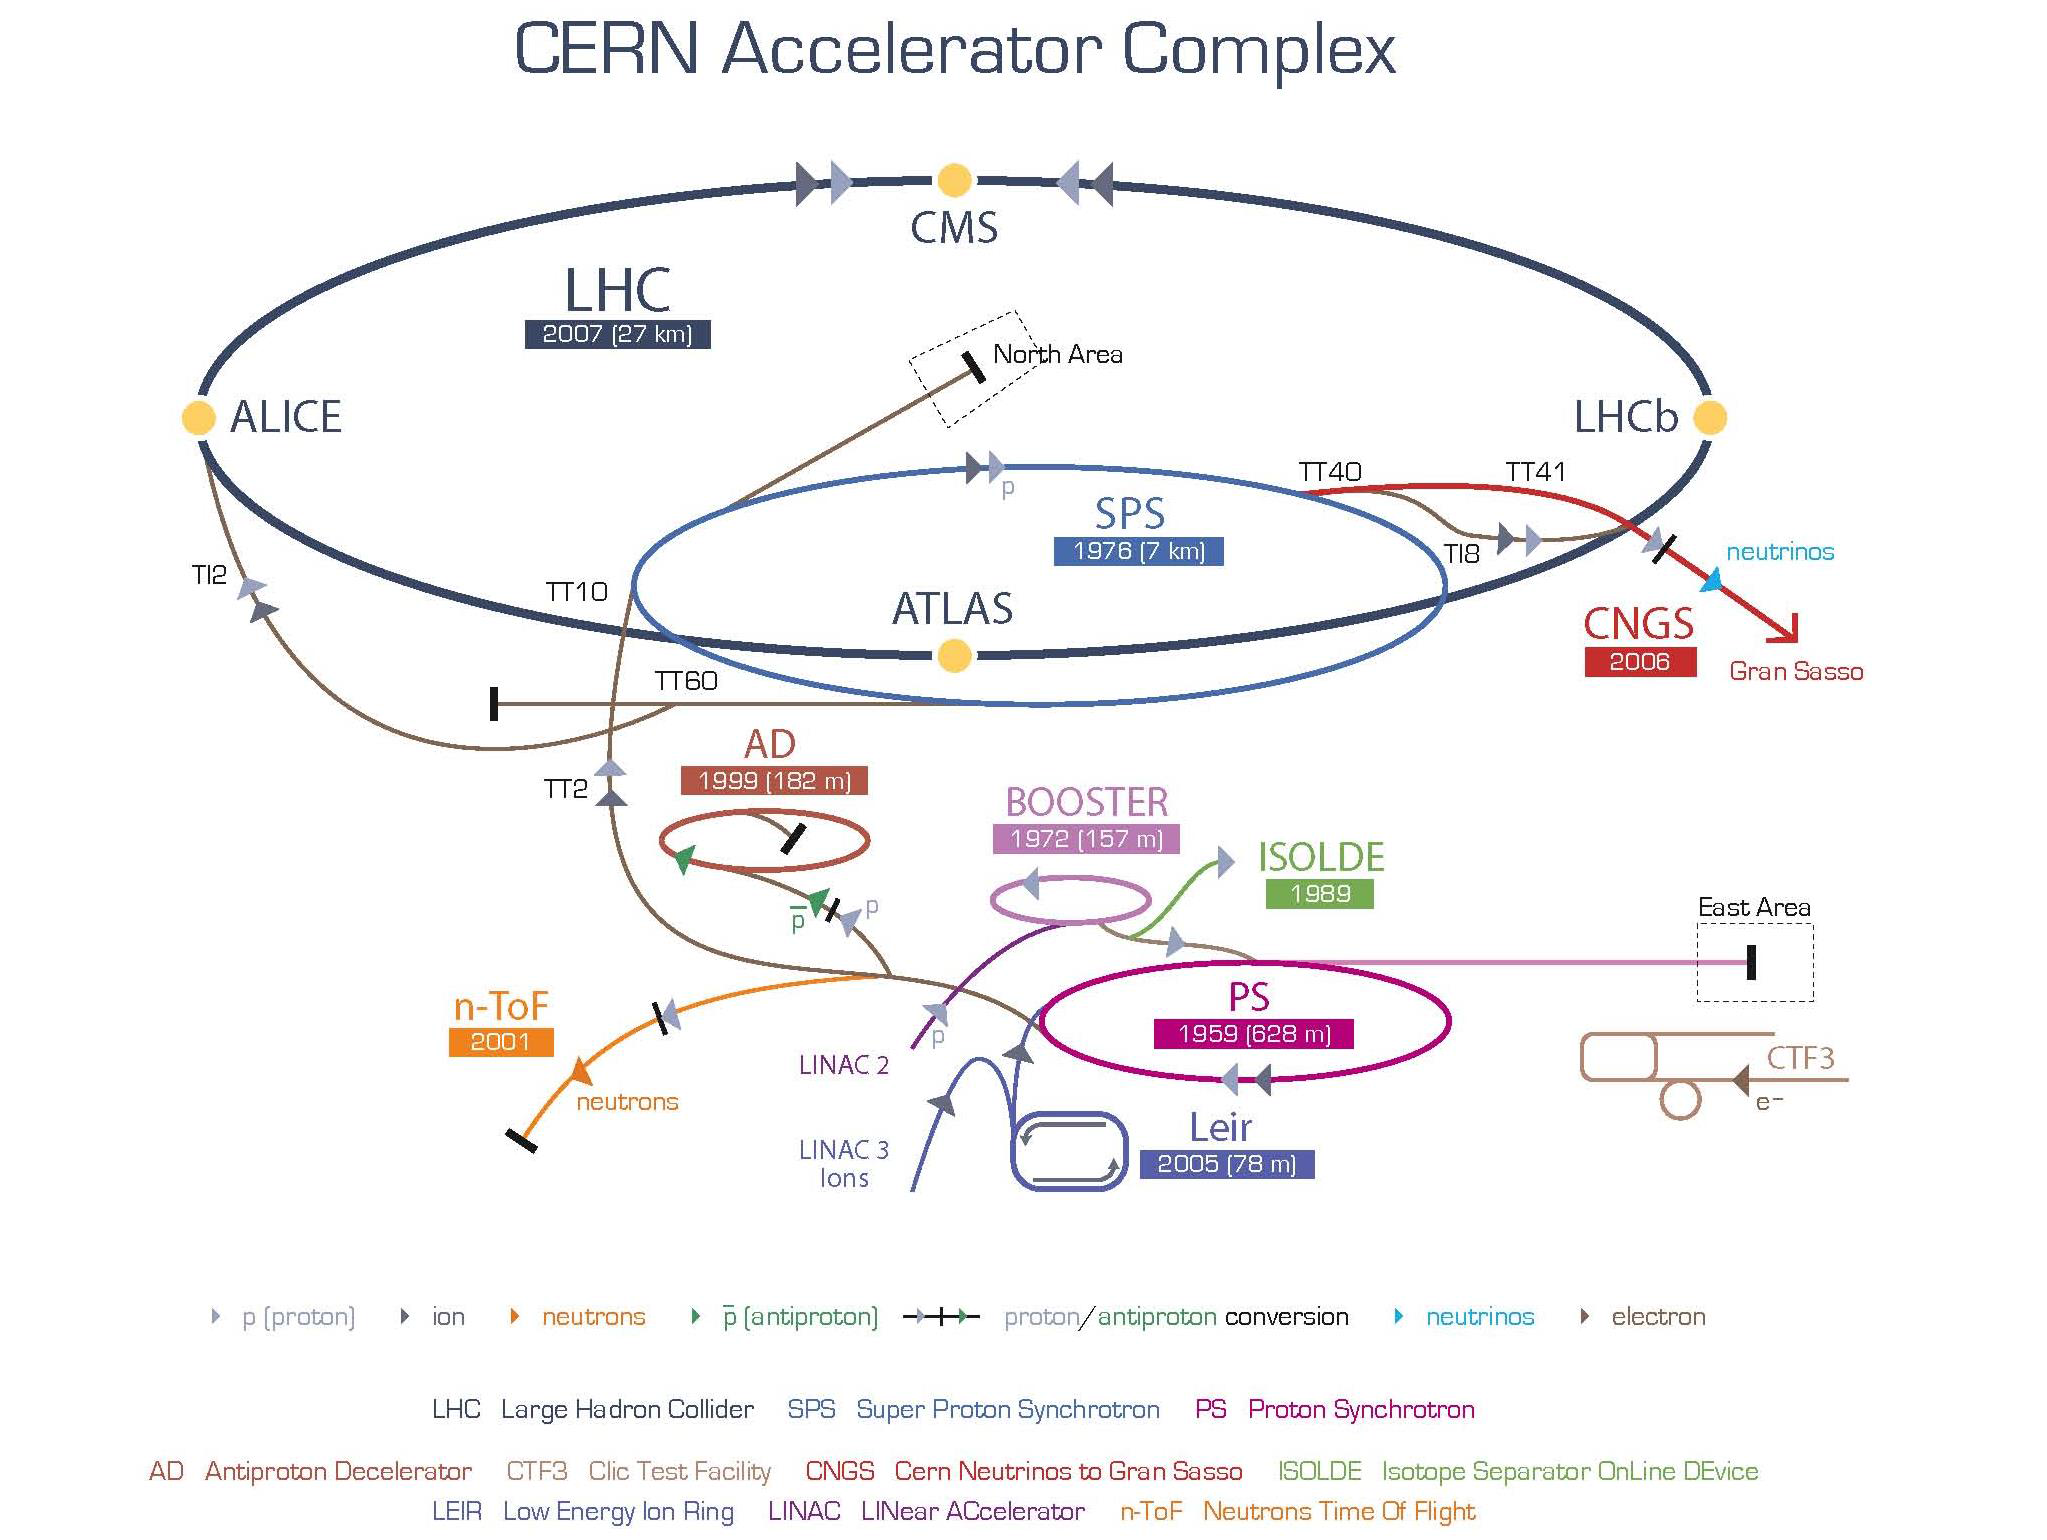 CERN Accelerator Complex
CMS
LHC
2007 (27 km)
North Area
ALICE
LHCb
p
TT40
TT41
SPS
1976 (7 km)
TI8
neutrinos
TI2
TT10
ATLAS
CNGS
2006
Gran Sasso
TT60
AD
1999 (182 m)
TT2
BOOSTER
1972 (157 m)
ISOLDE
1989
p̅
p
East Area
n-ToF
2001
PS
1959 (628 m)
p
LINAC 2
CTF3
e−
neutrons
Leir
2005 (78 m)
LINAC 3
Ions
p (proton) ion neutrons p̅ (antiproton) proton/antiproton conversion neutrinos electron
LHC Large Hadron Collider SPS Super Proton Synchrotron PS Proton Synchrotron
AD Antiproton Decelerator CTF3 Clic Test Facility CNGS Cern Neutrinos to Gran Sasso ISOLDE Isotope Separator OnLine DEvice
LEIR Low Energy Ion Ring LINAC LINear ACcelerator n-ToF Neutrons Time Of Flight